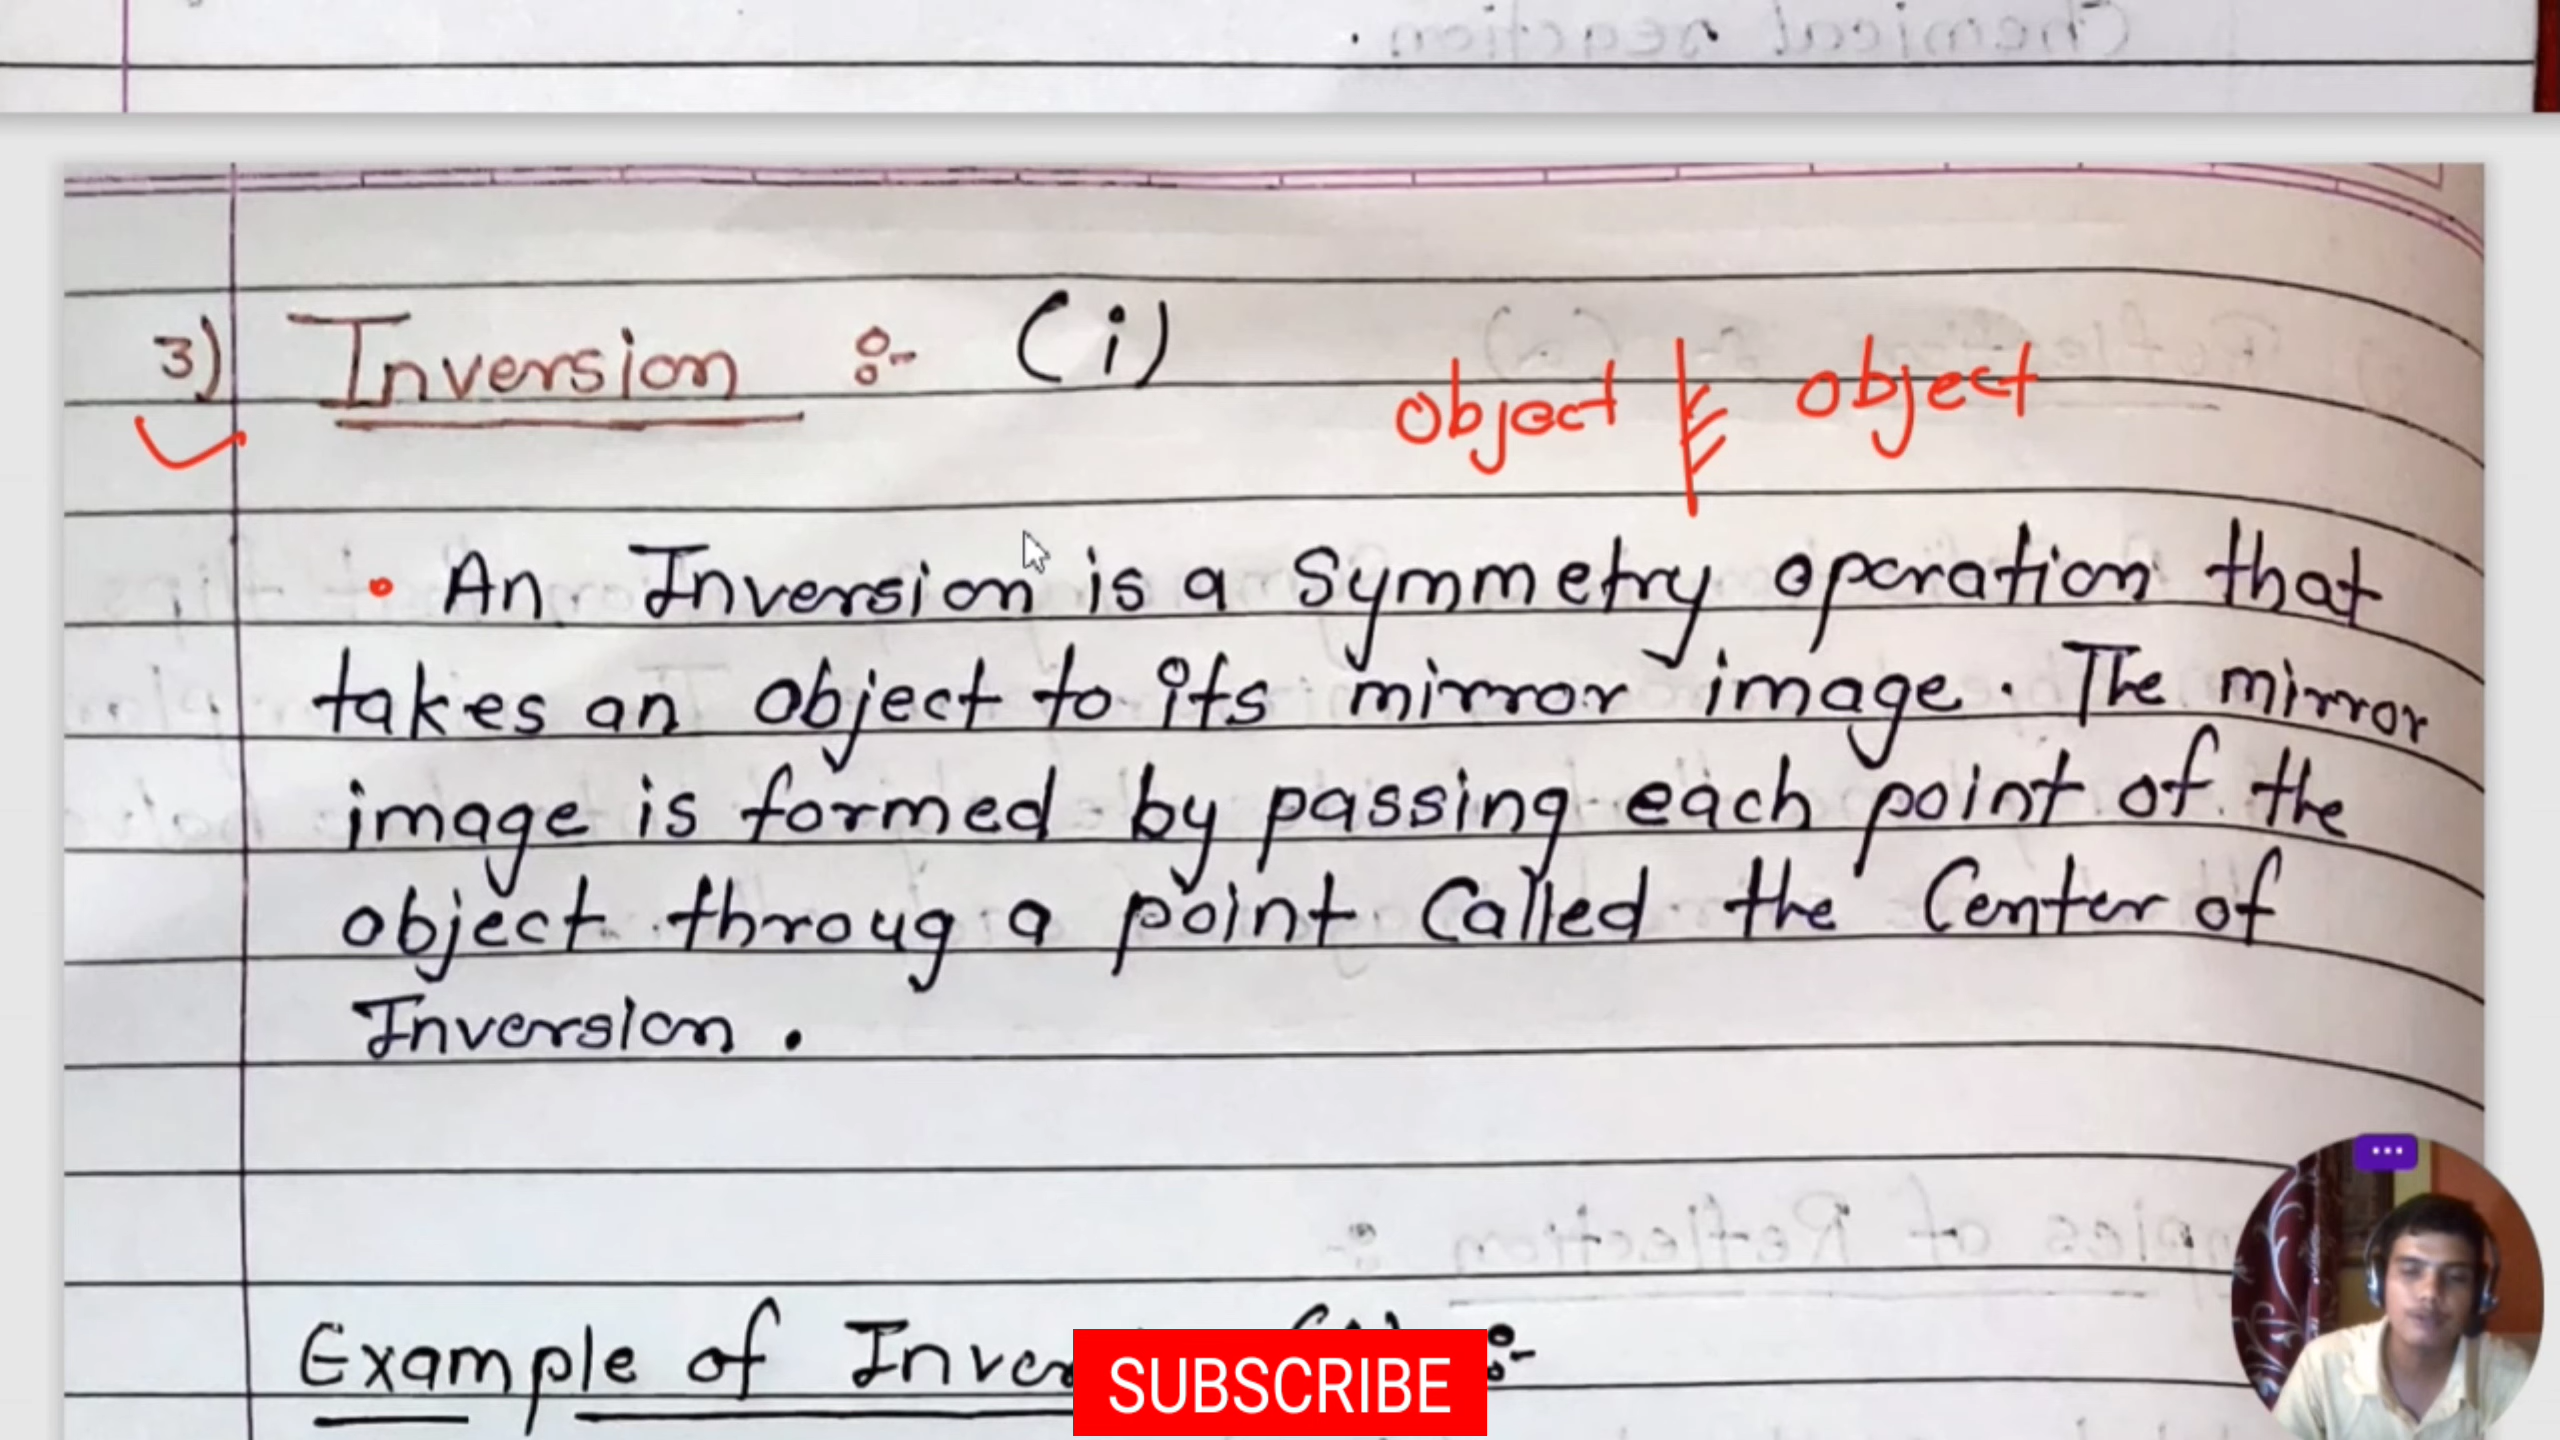 3) Inversion :- (i)
object object
• An Inversion is a Symmetry operation that
takes an object to its mirror image. The mirror
image is formed by passing each point of the
object throug a point Called the Center of
Inversion.
Example of
SUBSCRIBE